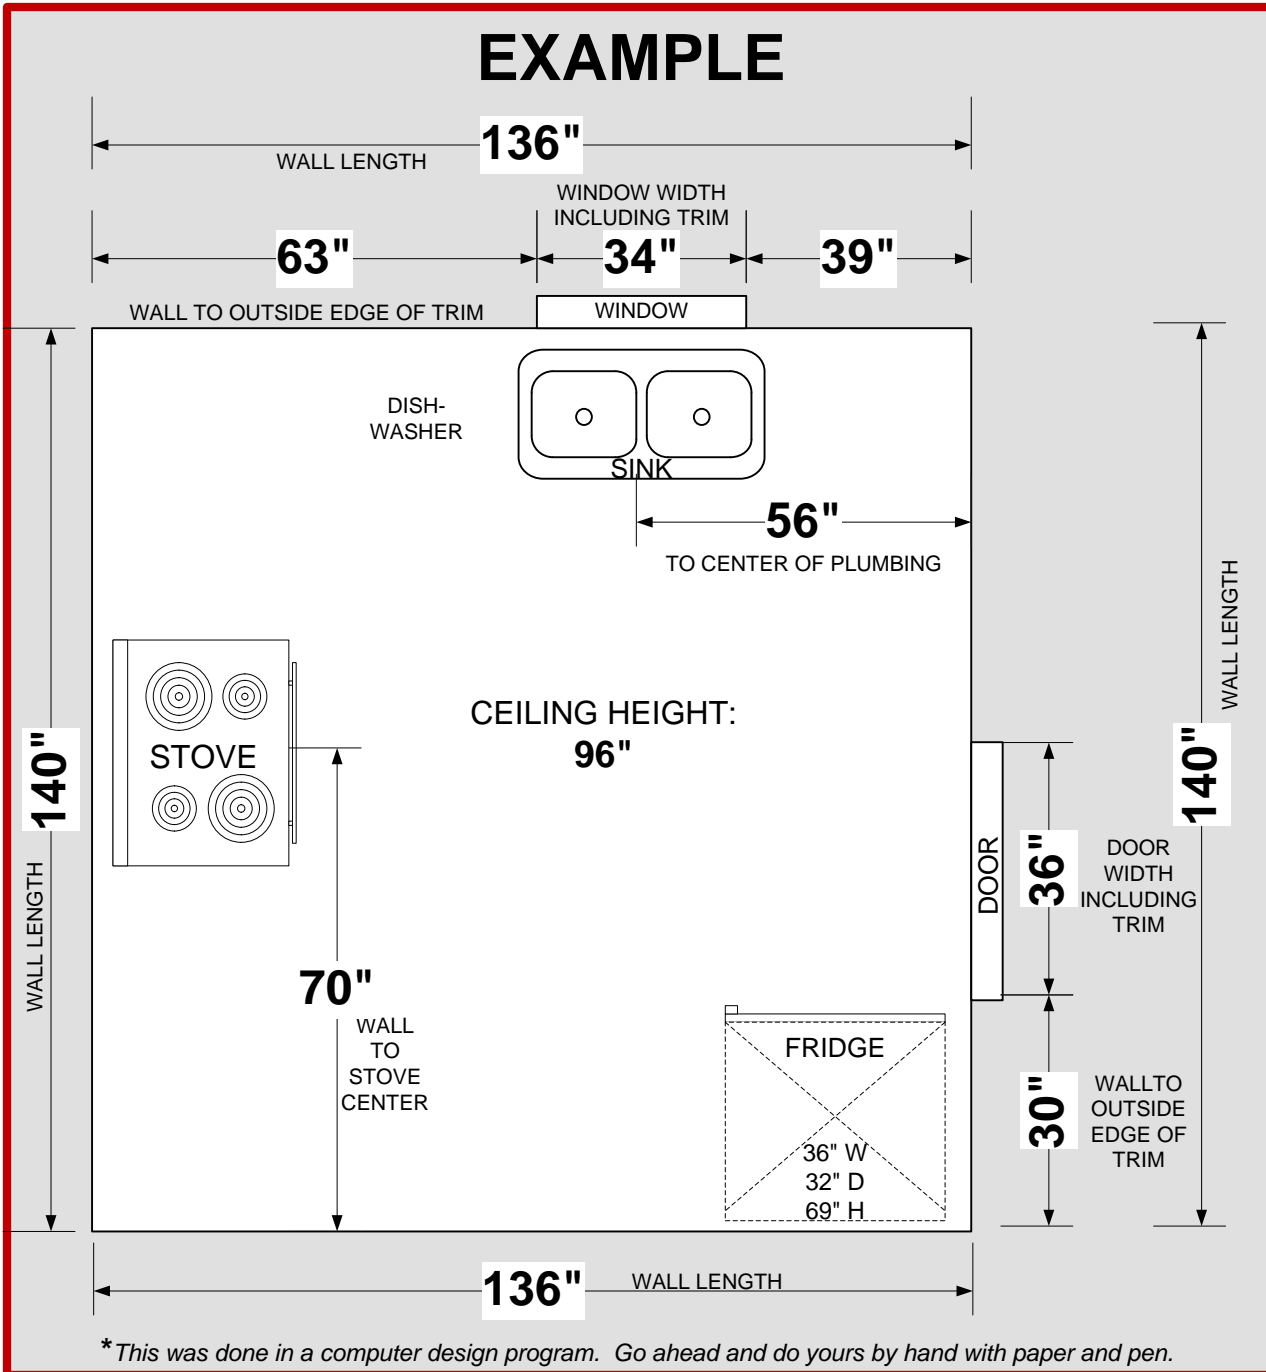 EXAMPLE
136"
WALL LENGTH
WINDOW WIDTH
INCLUDING TRIM
63"
34"
39"
WALL TO OUTSIDE EDGE OF TRIM
WINDOW
DISH-
WASHER
SINK
56"
TO CENTER OF PLUMBING
WALL LENGTH
140"
CEILING HEIGHT:
96"
STOVE
140"
WALL LENGTH
DOOR
36"
DOOR
WIDTH
INCLUDING
TRIM
70"
WALL
TO
STOVE
CENTER
FRIDGE
36" W
32" D
69" H
30"
WALLTO
OUTSIDE
EDGE OF
TRIM
136"
WALL LENGTH
*This was done in a computer design program. Go ahead and do yours by hand with paper and pen.